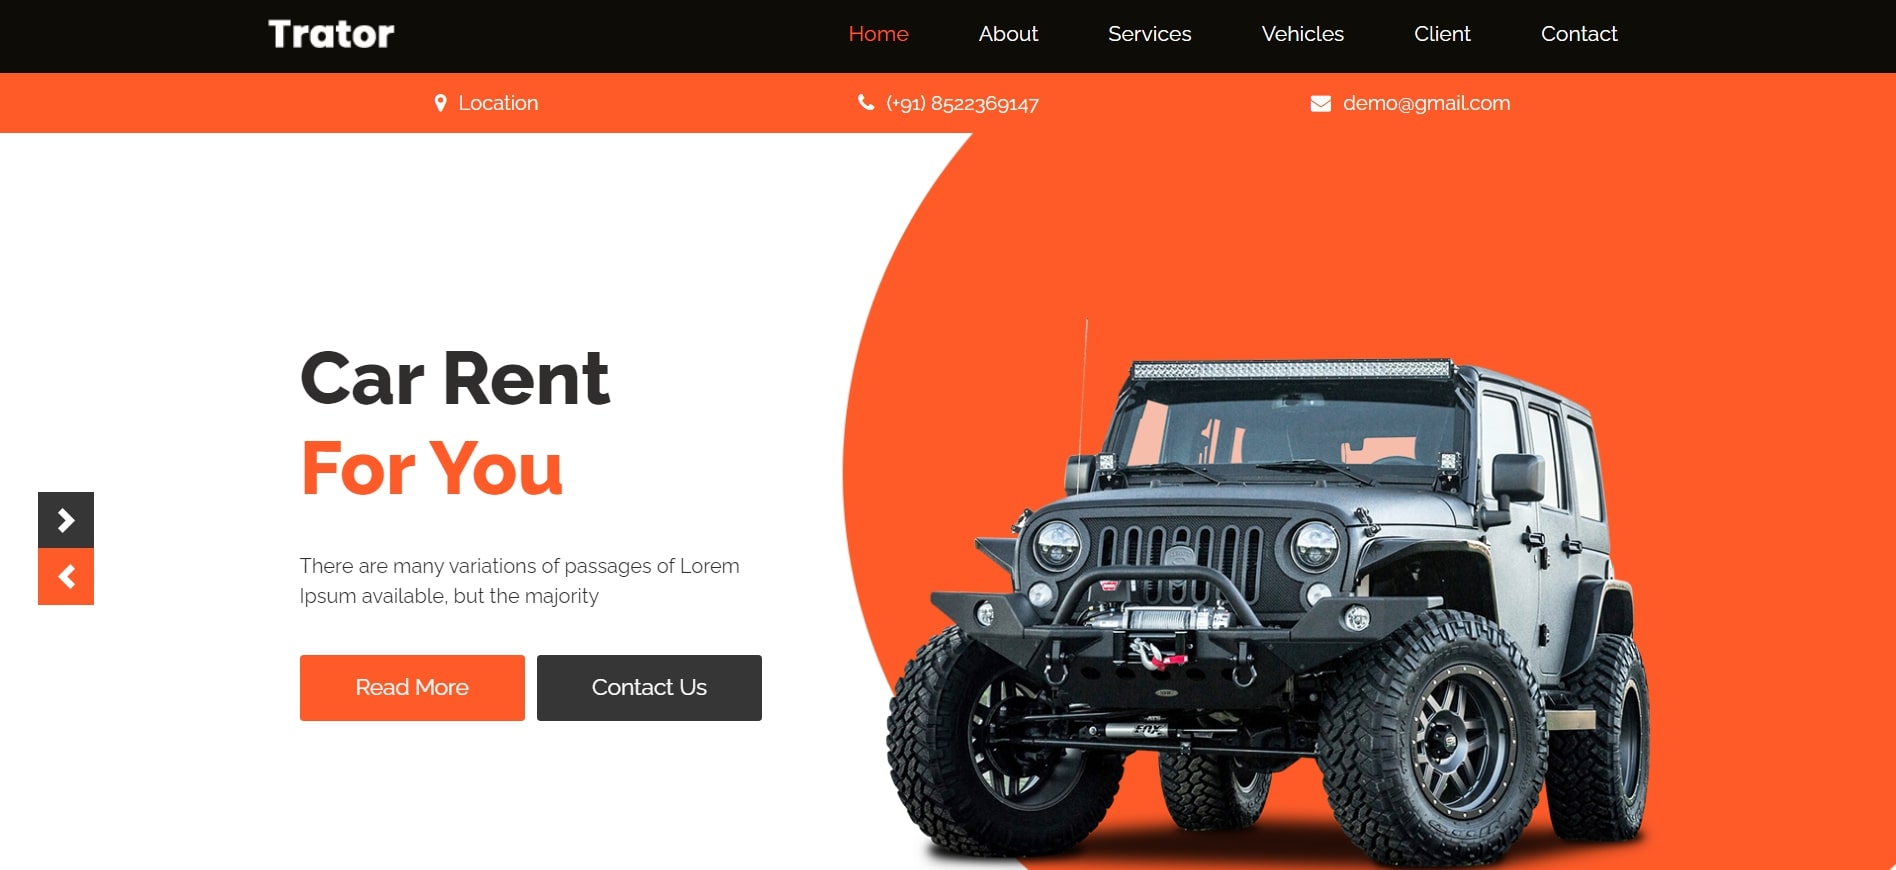 Trator
Home About Services Vehicles Client Contact
Location (+91) 8522369147 demo@gmail.com
Car Rent
For You
There are many variations of passages of Lorem
Ipsum available, but the majority
Read More Contact Us
FOX